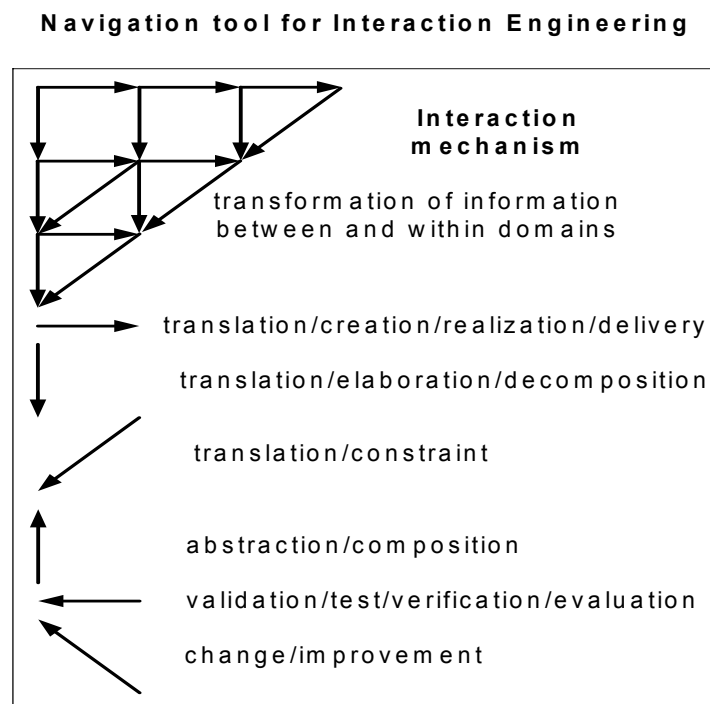 Navigation tool for Interaction Engineering
Interaction
mechanism
transformation of information
between and within domains
translation/creation/realization/delivery
translation/elaboration/decomposition
translation/constraint
abstraction/composition
validation/test/verification/evaluation
change/improvement